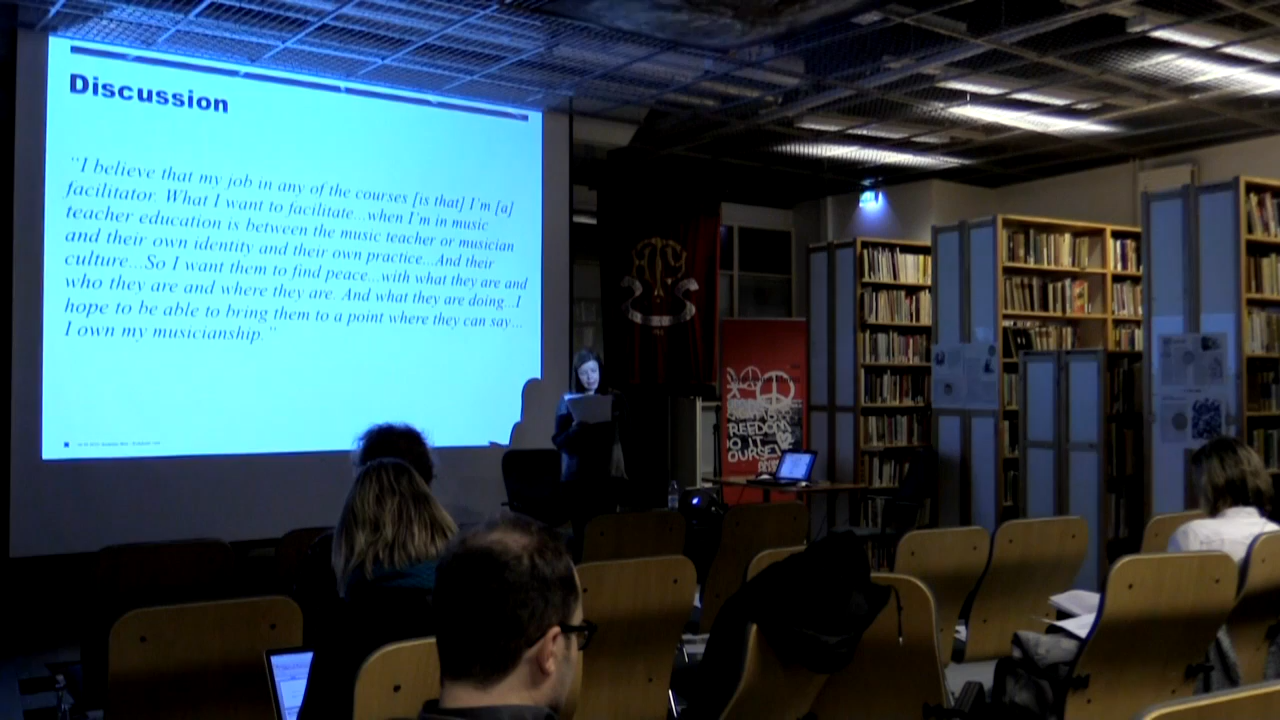 Discussion
"I believe that my job in any of the courses [is that] I'm [a]
facilitator. What I want to facilitate...when I'm in music
teacher education is between the music teacher or musician
and their own identity and their own practice...And their
culture...So I want them to find peace...with what they are and
who they are and where they are. And what they are doing...I
hope to be able to bring them to a point where they can say...
I own my musicianship."
REEDOM
DO IT
OURSELF